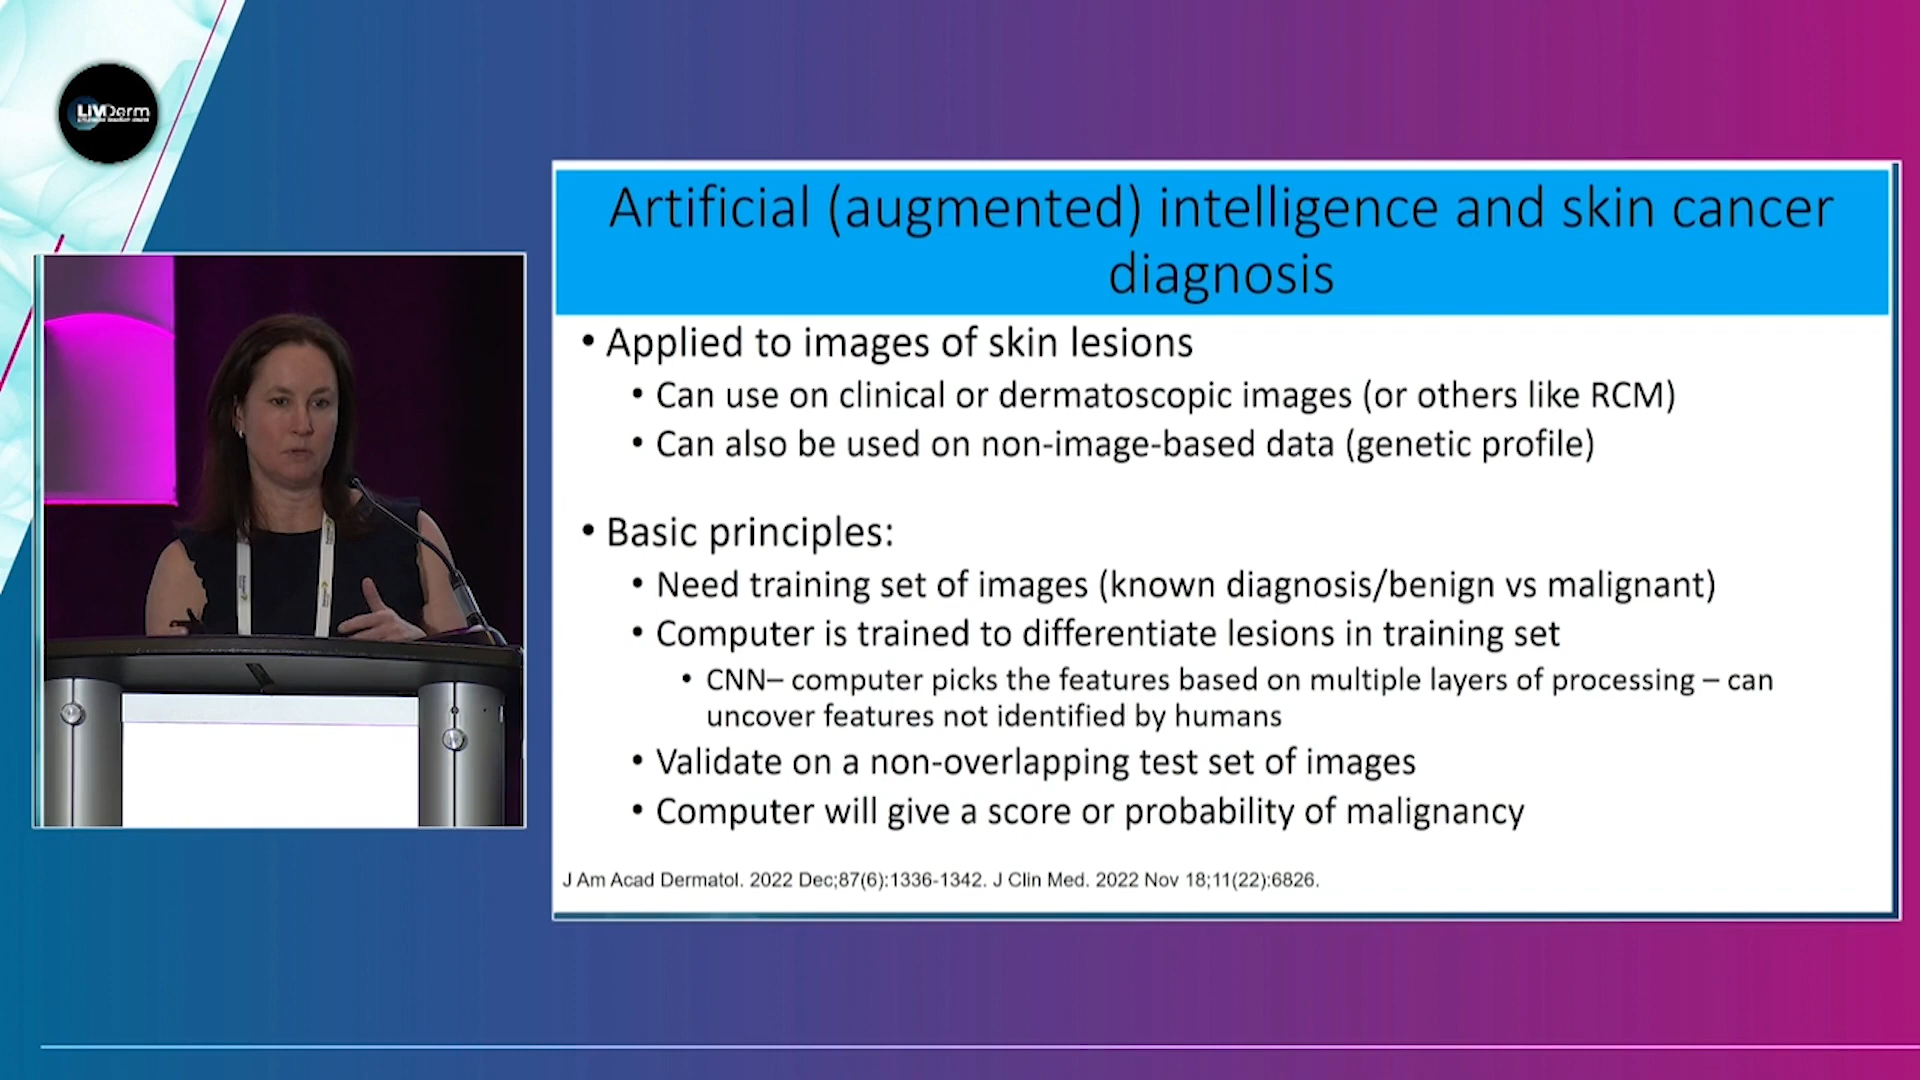 LiVDerm
Artificial (augmented) intelligence and skin cancer
diagnosis
• Applied to images of skin lesions
• Can use on clinical or dermatoscopic images (or others like RCM)
• Can also be used on non-image-based data (genetic profile)
• Basic principles:
• Need training set of images (known diagnosis/benign vs malignant)
• Computer is trained to differentiate lesions in training set
• CNN– computer picks the features based on multiple layers of processing – can
uncover features not identified by humans
• Validate on a non-overlapping test set of images
• Computer will give a score or probability of malignancy
J Am Acad Dermatol. 2022 Dec;87(6):1336-1342. J Clin Med. 2022 Nov 18;11(22):6826.